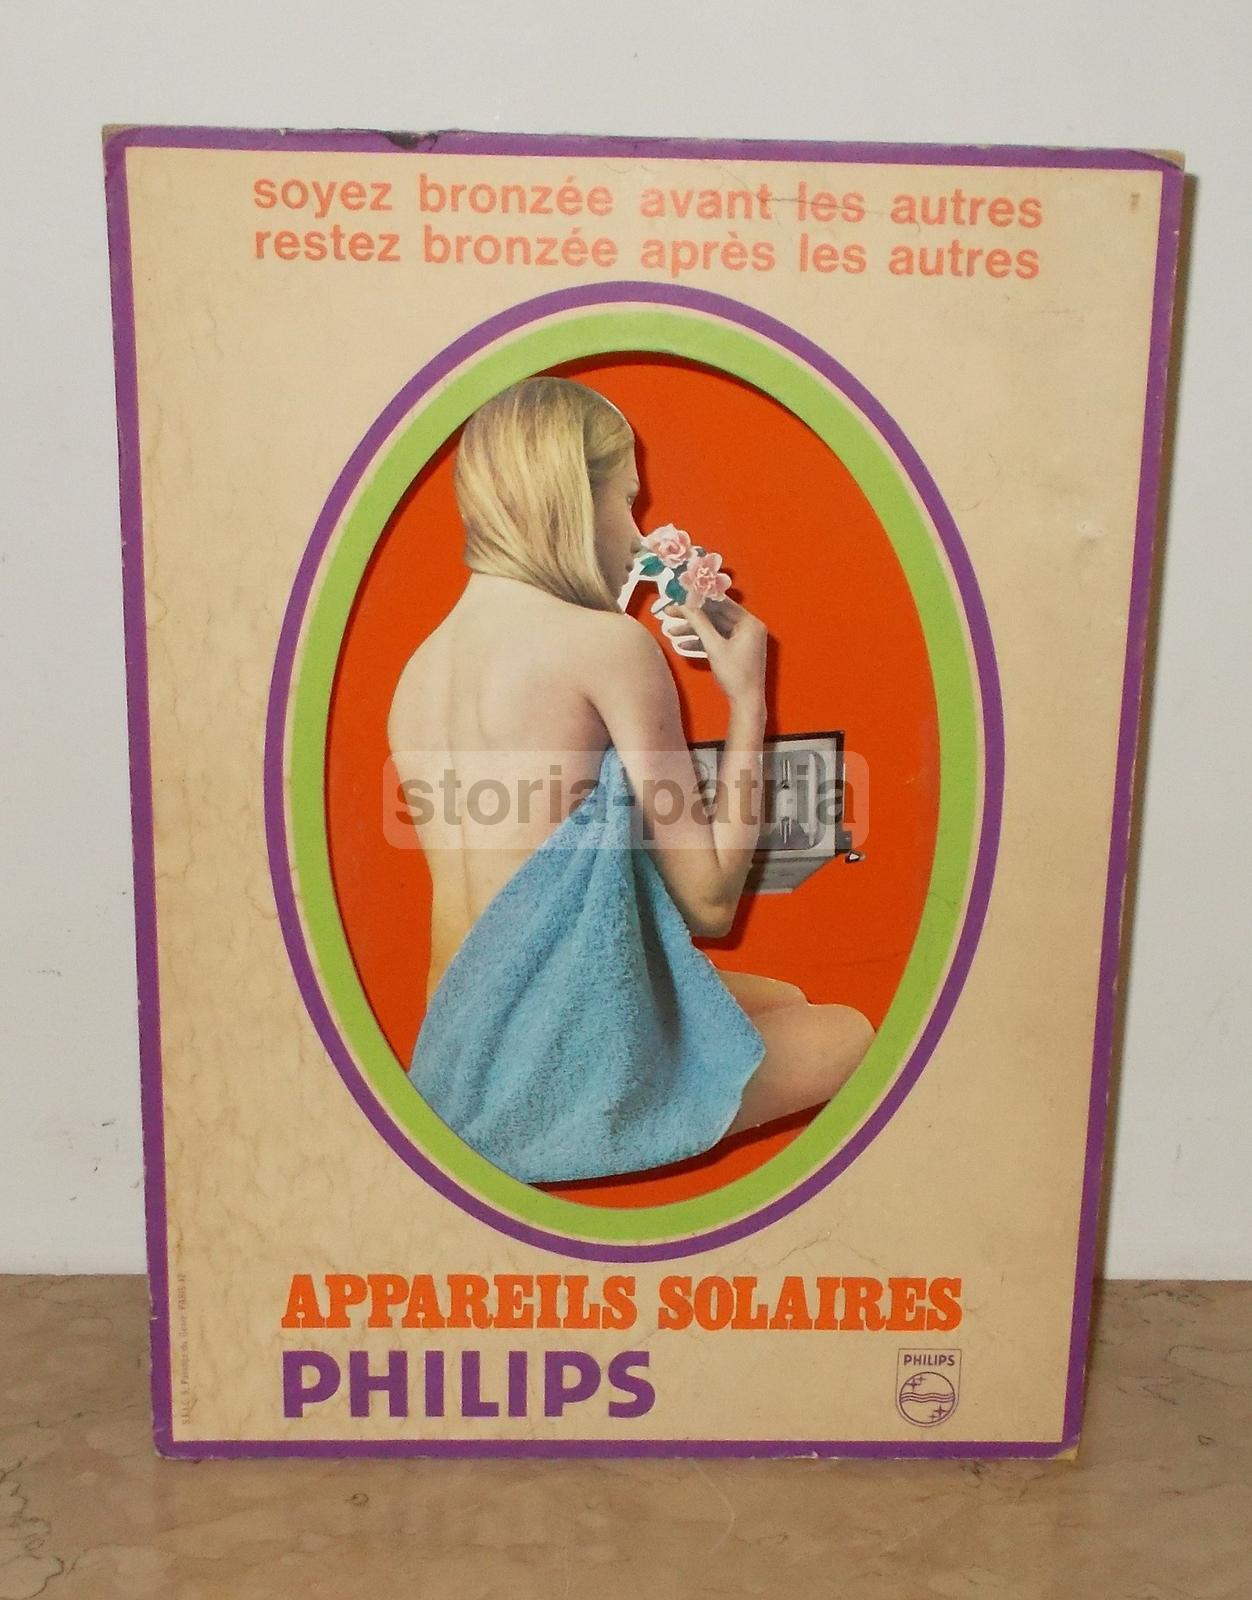 soyez bronzée avant les autres
restez bronzée après les autres
storia-patria
APPAREILS SOLAIRES
PHILIPS
PHILIPS